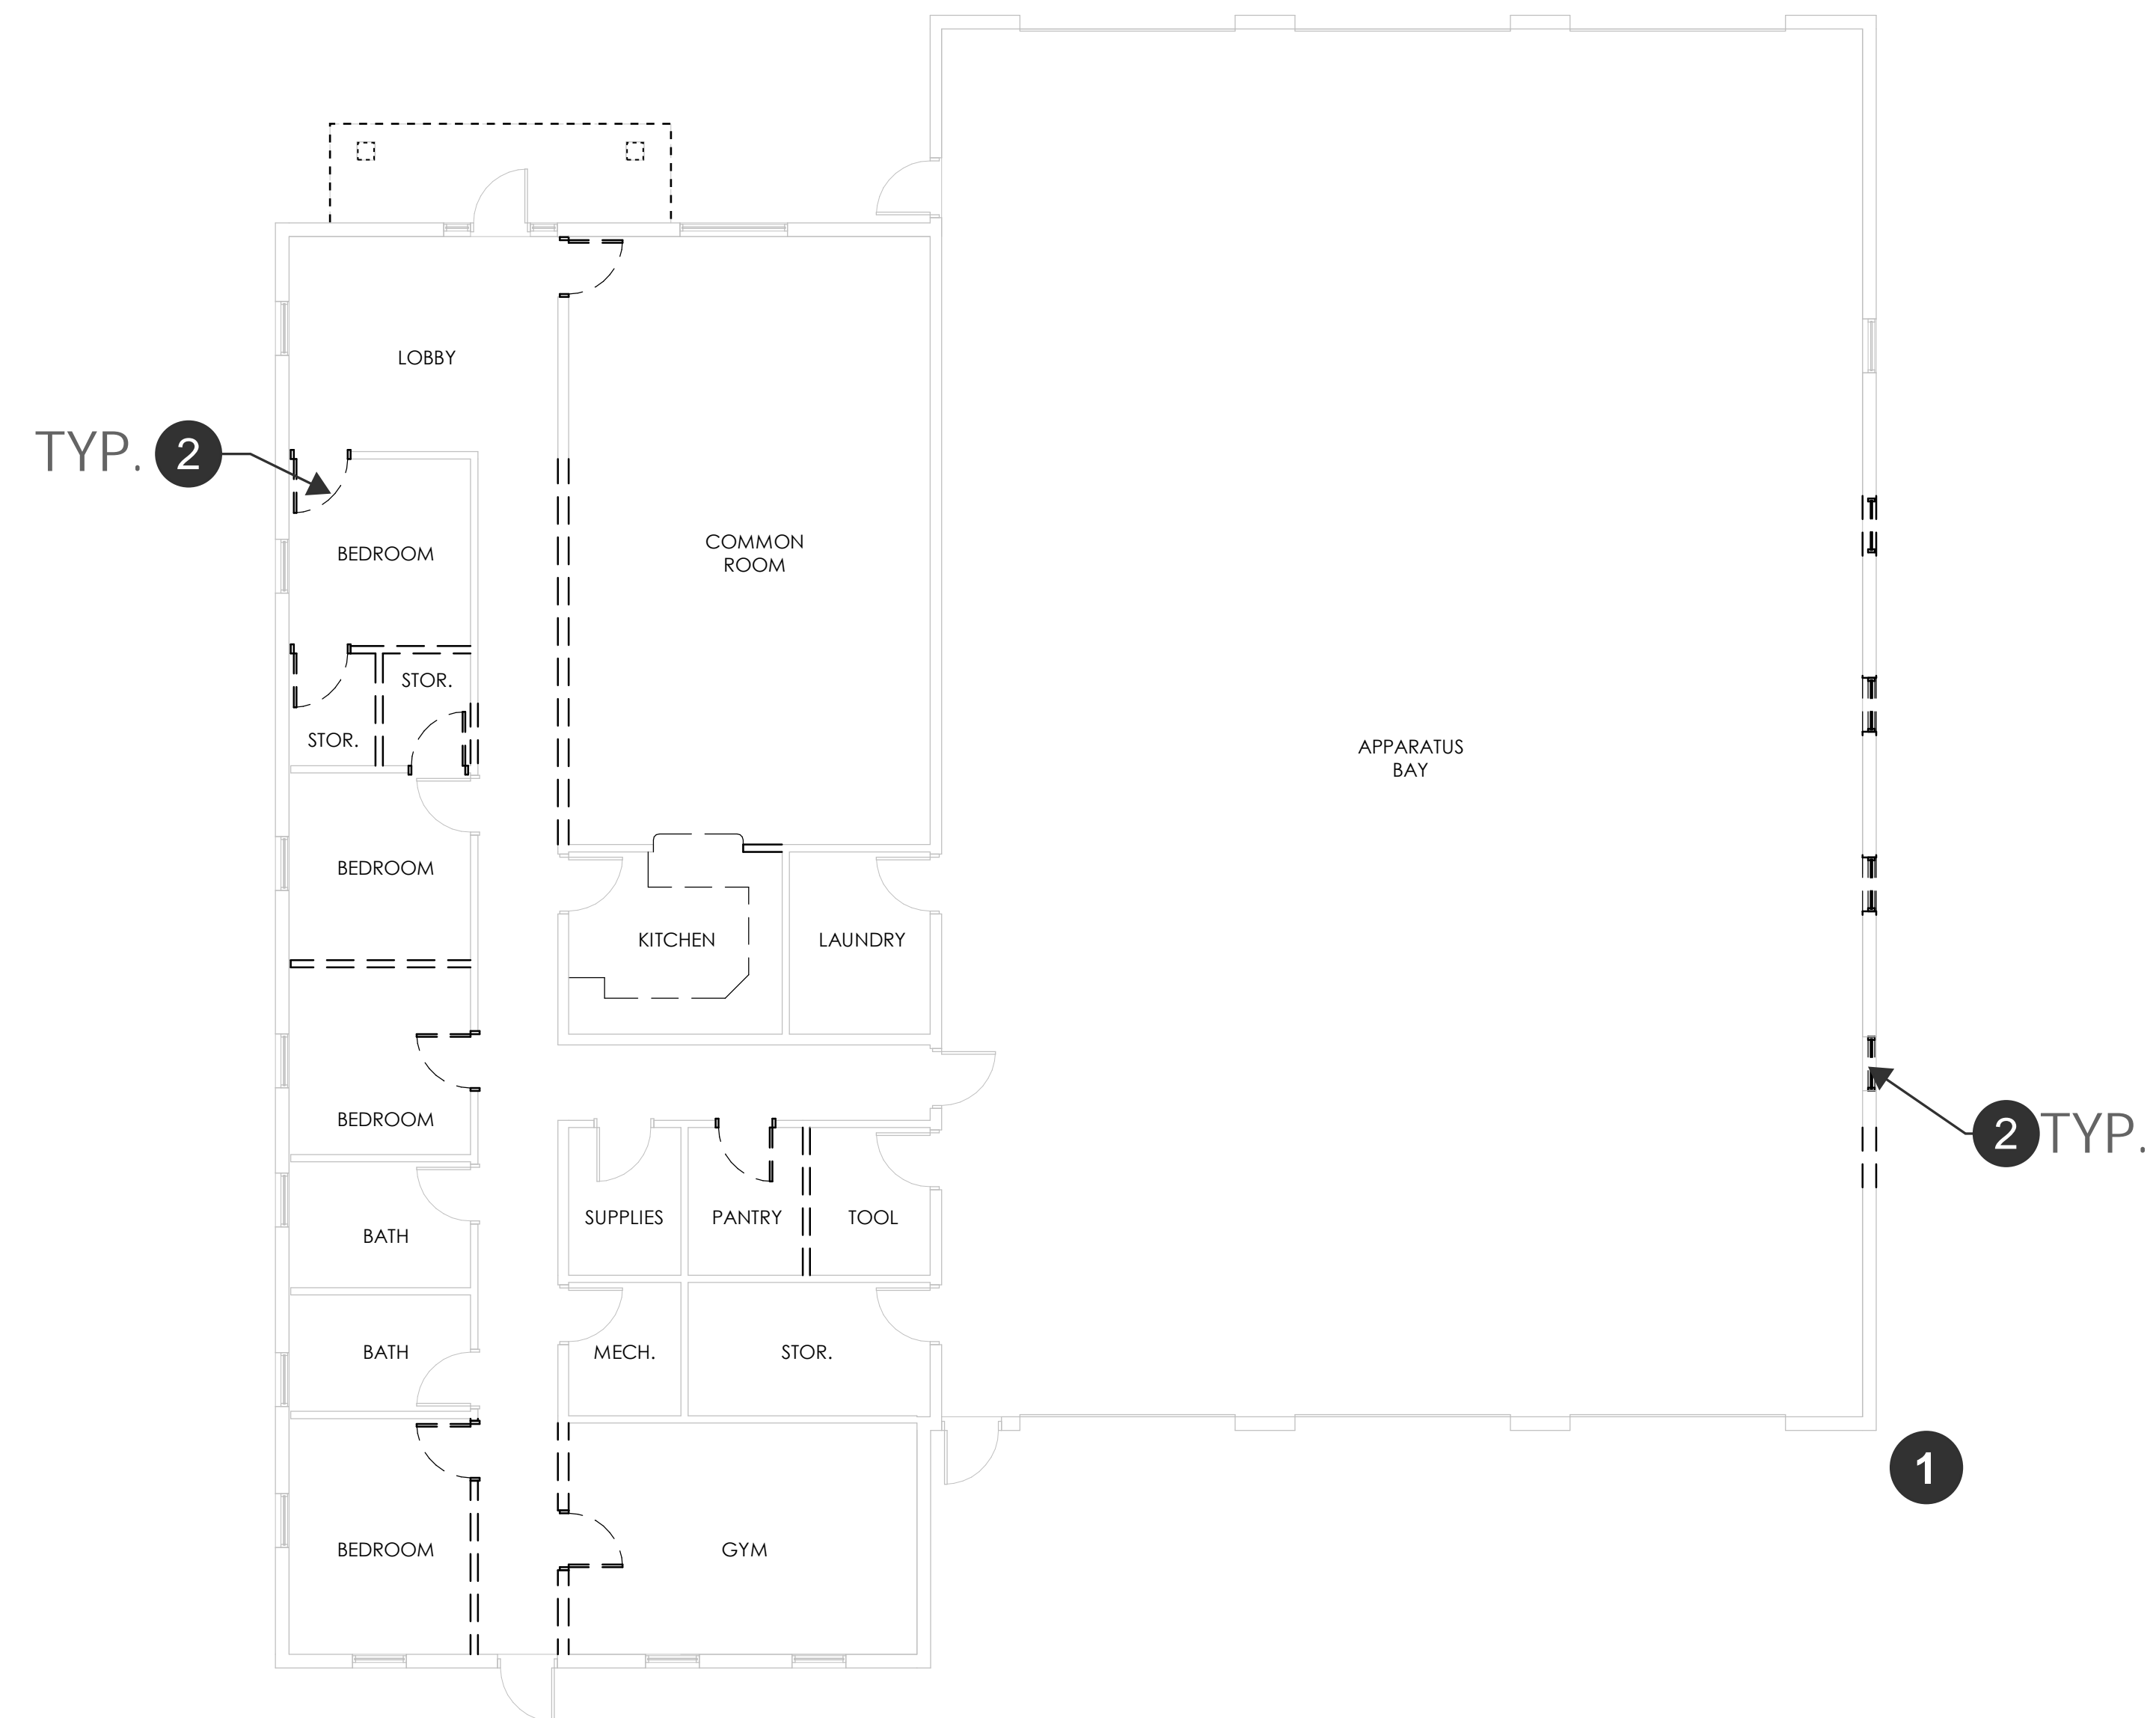 LOBBY
TYP. 2
BEDROOM
COMMON
ROOM
STOR.
STOR.
APPARATUS
BAY
BEDROOM
KITCHEN
LAUNDRY
BEDROOM
2 TYP.
SUPPLIES
PANTRY
TOOL
BATH
BATH
MECH.
STOR.
1
BEDROOM
GYM